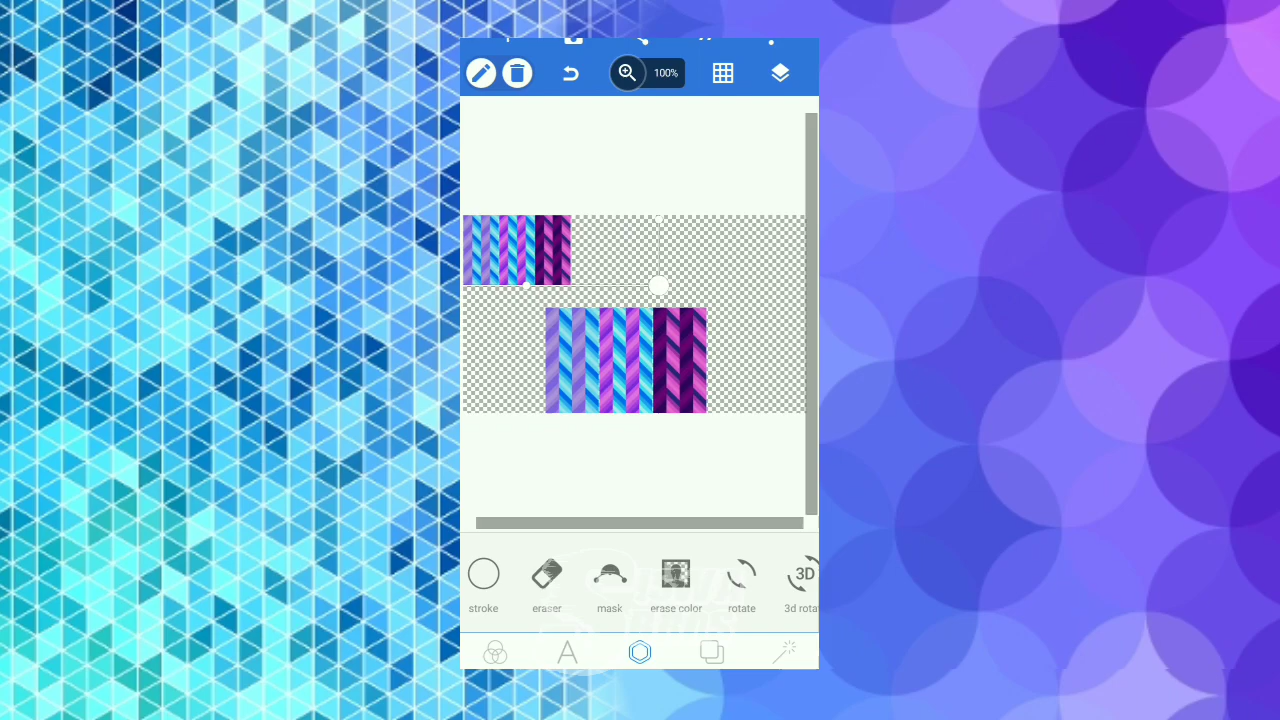 100%
stroke
eraser
mask
erase color
rotate
3D
3d rota